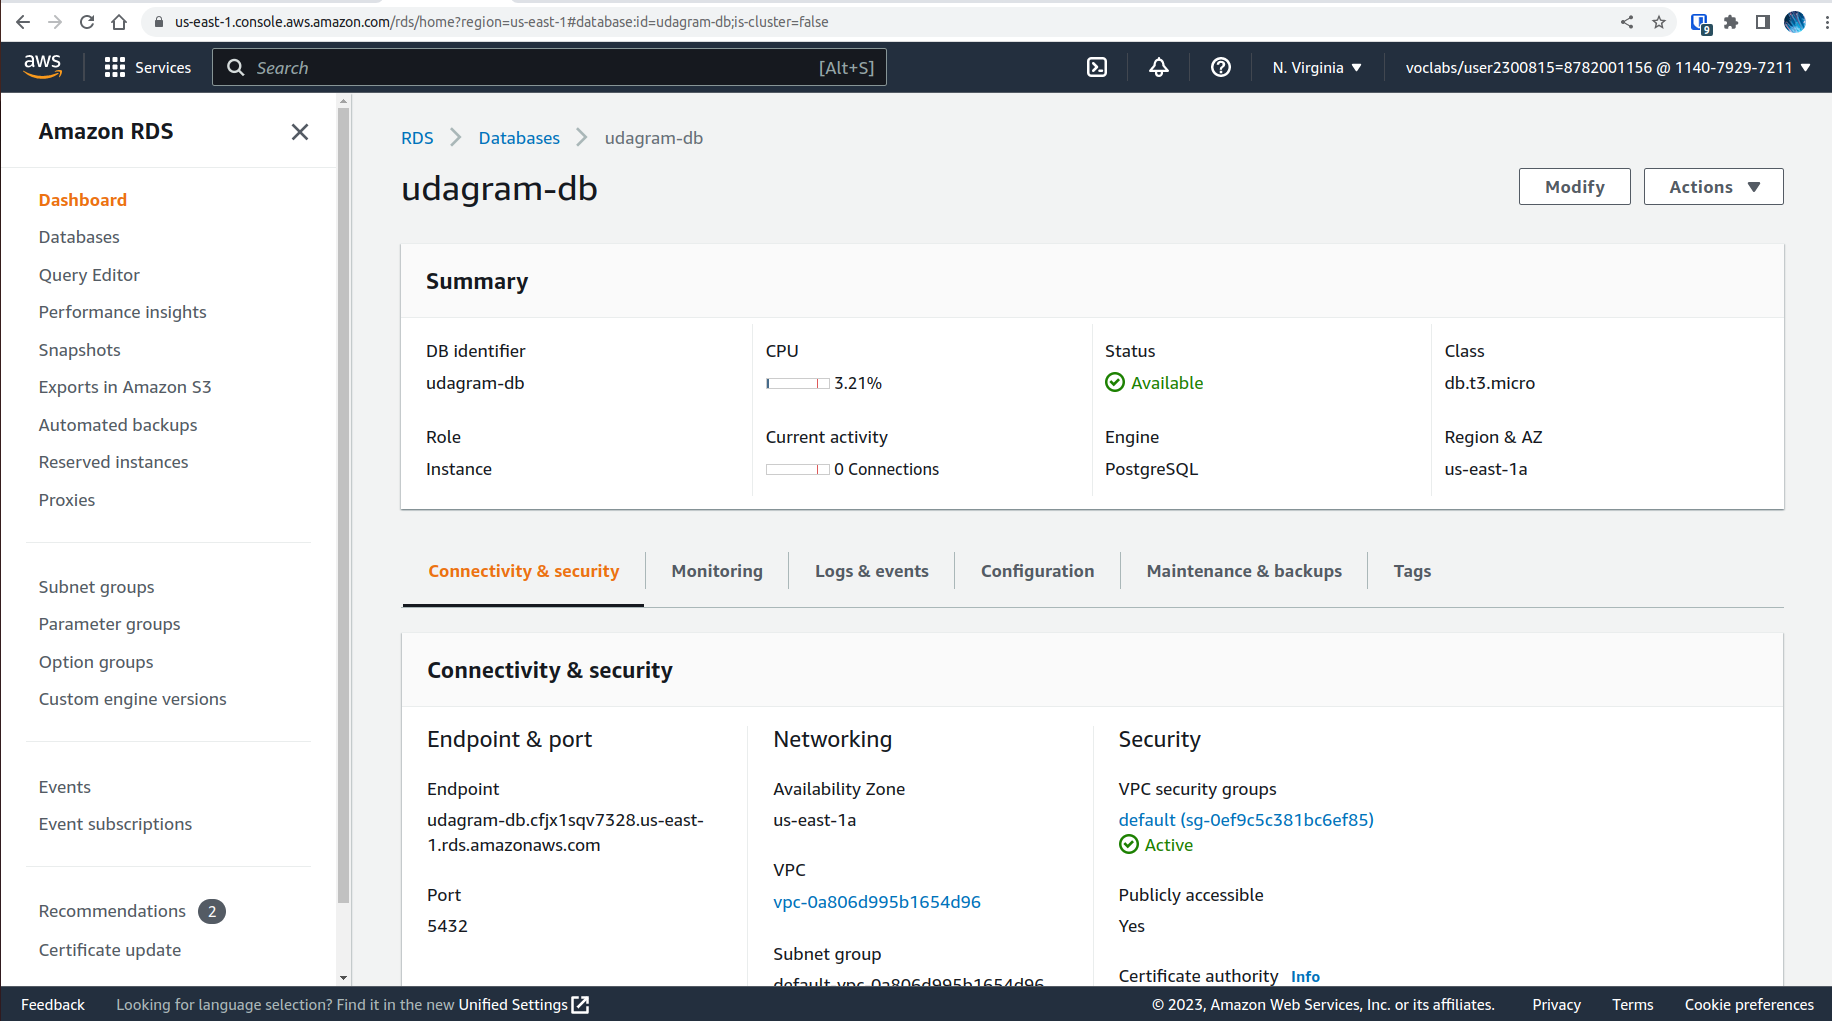 us-east-1.console.aws.amazon.com/rds/home?region=us-east-1#database:id=udagram-db;is-cluster=false
9
aws
Services
Search
[Alt+S]
N. Virginia
voclabs/user2300815=8782001156 @ 1140-7929-7211
Amazon RDS
Dashboard
Databases
Query Editor
Performance insights
Snapshots
Exports in Amazon S3
Automated backups
Reserved instances
Proxies
Subnet groups
Parameter groups
Option groups
Custom engine versions
Events
Event subscriptions
Recommendations 2
Certificate update
RDS
Databases
udagram-db
udagram-db
Modify
Actions
Summary
DB identifier
udagram-db
CPU
3.21%
Status
Available
Class
db.t3.micro
Role
Instance
Current activity
0 Connections
Engine
PostgreSQL
Region & AZ
us-east-1a
Connectivity & security
Monitoring
Logs & events
Configuration
Maintenance & backups
Tags
Connectivity & security
Endpoint & port
Endpoint
udagram-db.cfjx1sqv7328.us-east-
1.rds.amazonaws.com
Port
5432
Networking
Availability Zone
us-east-1a
VPC
vpc-0a806d995b1654d96
Subnet group
default-vpc-0a806d995b1654d96
Security
VPC security groups
default (sg-0ef9c5c381bc6ef85)
Active
Publicly accessible
Yes
Certificate authority Info
Feedback
Looking for language selection? Find it in the new Unified Settings
© 2023, Amazon Web Services, Inc. or its affiliates.
Privacy
Terms
Cookie preferences